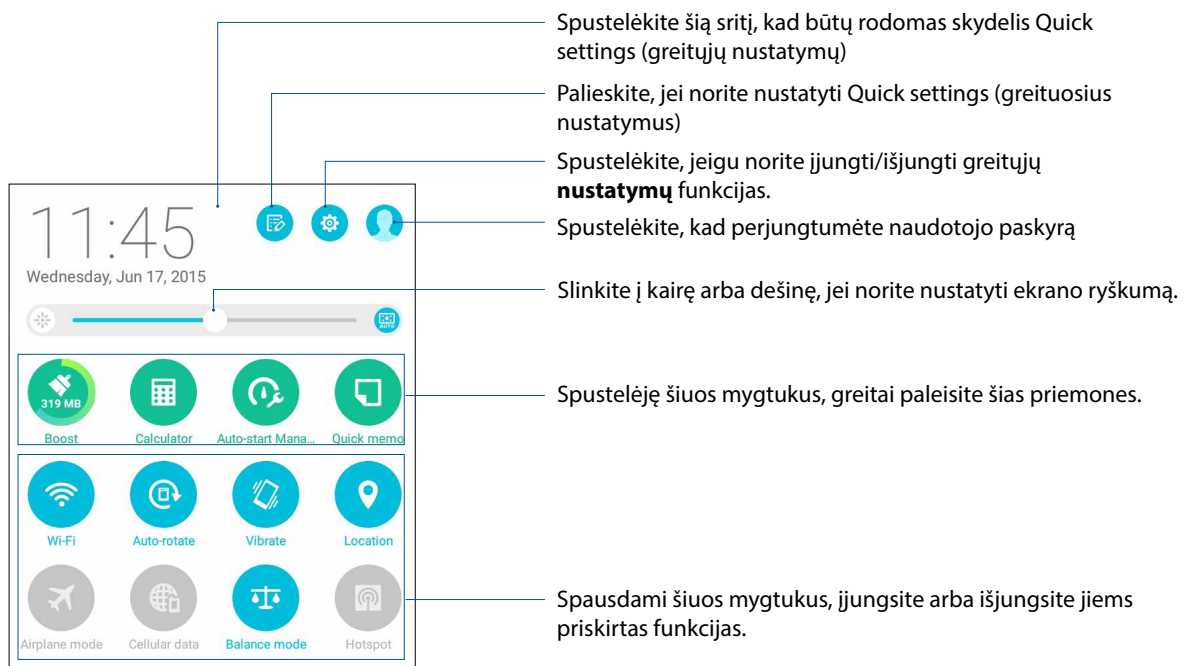 Spustelėkite šią sritį, kad būtų rodomas skydelis Quick
settings (greitųjų nustatymų)
Palieskite, jei norite nustatyti Quick settings (greituosius
nustatymus)
Spustelėkite, jeigu norite įjungti/išjungti greitųjų
nustatymų funkcijas.
Spustelėkite, kad perjungtumėte naudotojo paskyrą
11:45
Wednesday, Jun 17, 2015
Slinkite į kairę arba dešinę, jei norite nustatyti ekrano ryškumą.
AUTO
319 MB
Boost Calculator Auto-start Mana... Quick memo
Spustelėję šiuos mygtukus, greitai paleisite šias priemones.
Wi-Fi Auto-rotate Vibrate Location
Airplane mode Cellular data Balance mode Hotspot
Spausdami šiuos mygtukus, įjungsite arba išjungsite jiems
priskirtas funkcijas.